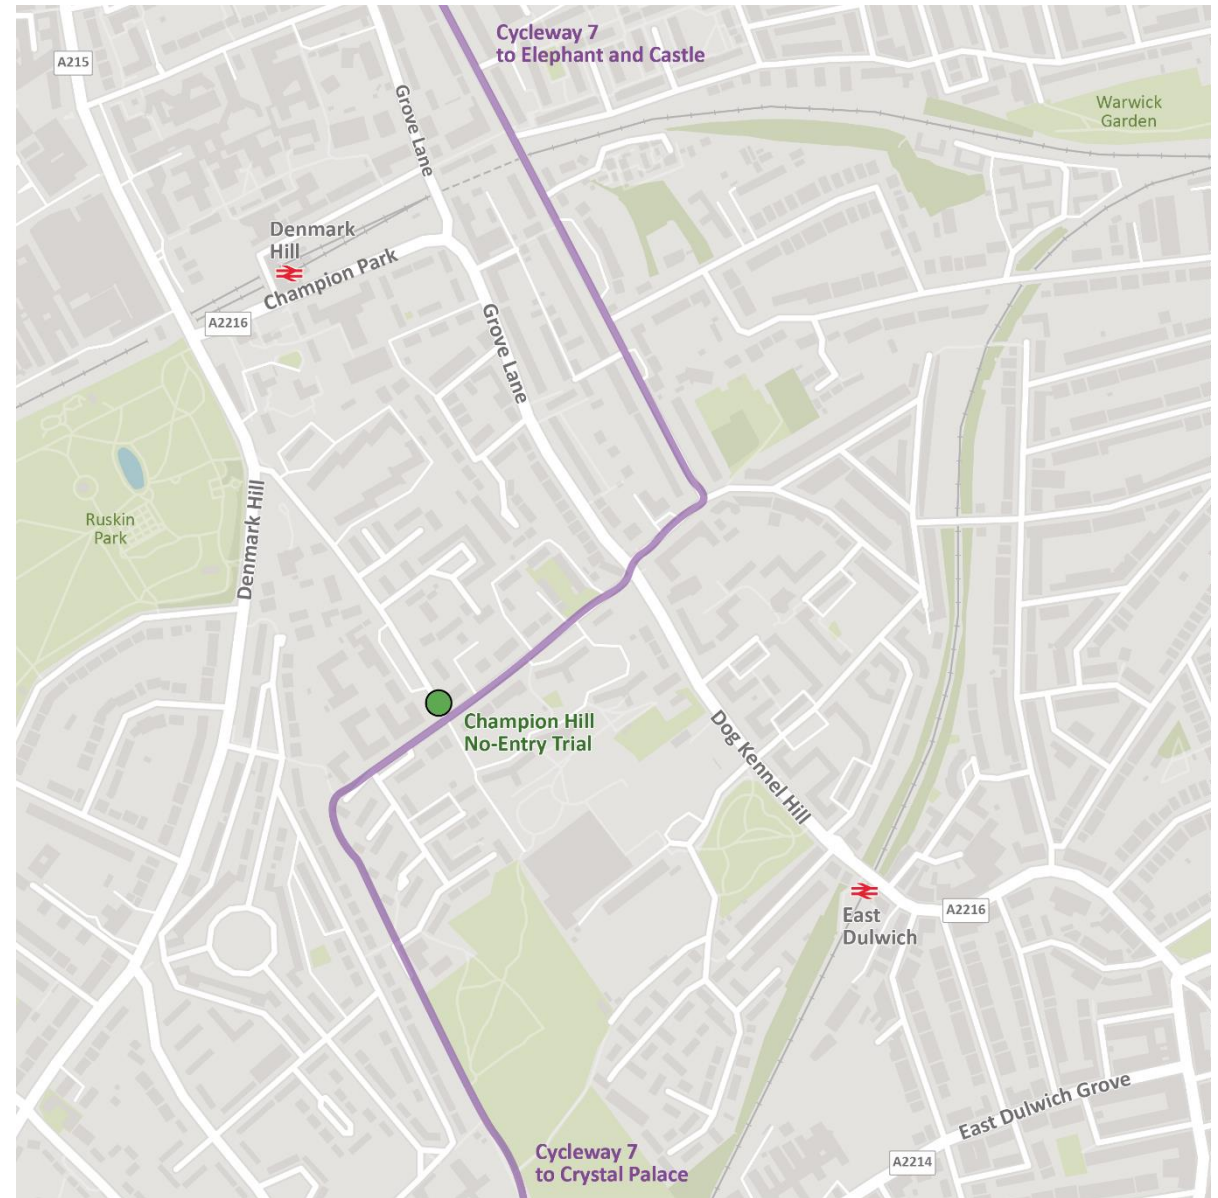 Cycleway 7
to Elephant and Castle
A215
Grove Lane
Warwick
Garden
Denmark
Hill
Champion Park
A2216
Grove Lane
Denmark Hill
Ruskin
Park
Champion Hill
No-Entry Trial
Dog Kennel Hill
East
Dulwich
A2216
East Dulwich Grove
Cycleway 7
to Crystal Palace
A2214